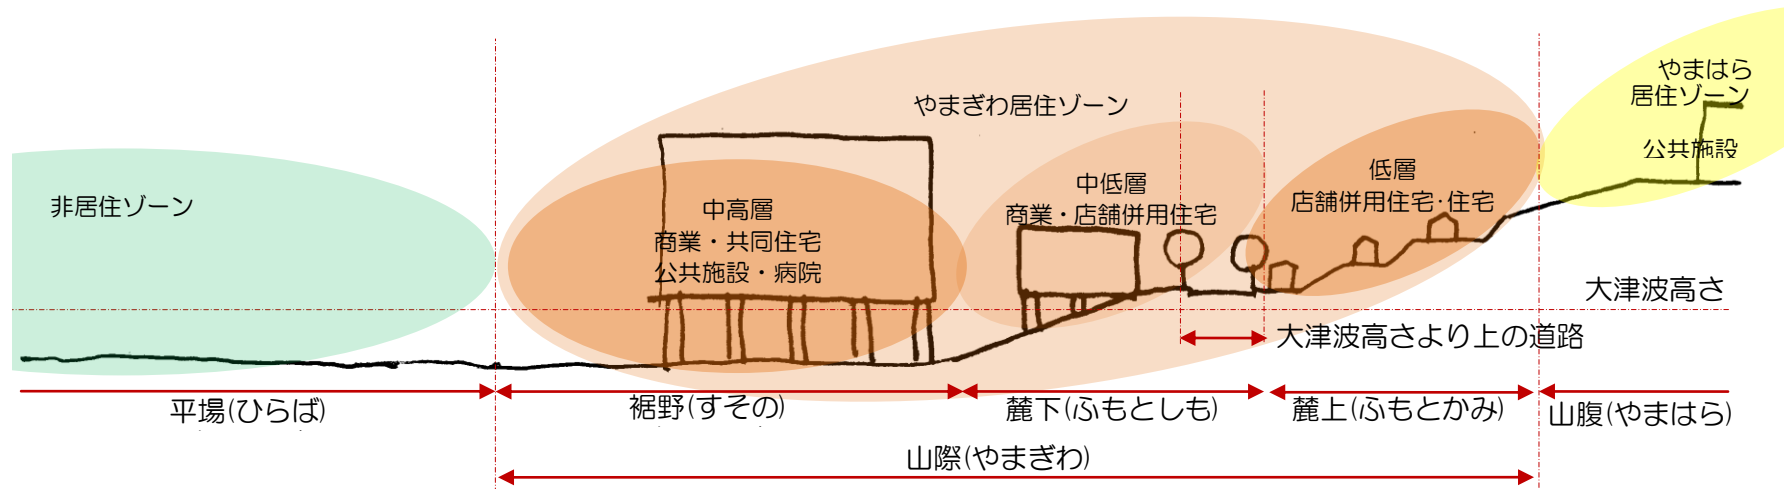 やまはら
居住ゾーン
公共施設
やまぎわ居住ゾーン
非居住ゾーン
中高層
商業・共同住宅
公共施設・病院
中低層
商業・店舗併用住宅
低層
店舗併用住宅･住宅
大津波高さ
大津波高さより上の道路
平場(ひらば)
裾野(すその)
麓下(ふもとしも)
麓上(ふもとかみ)
山腹(やまはら)
山際(やまぎわ)